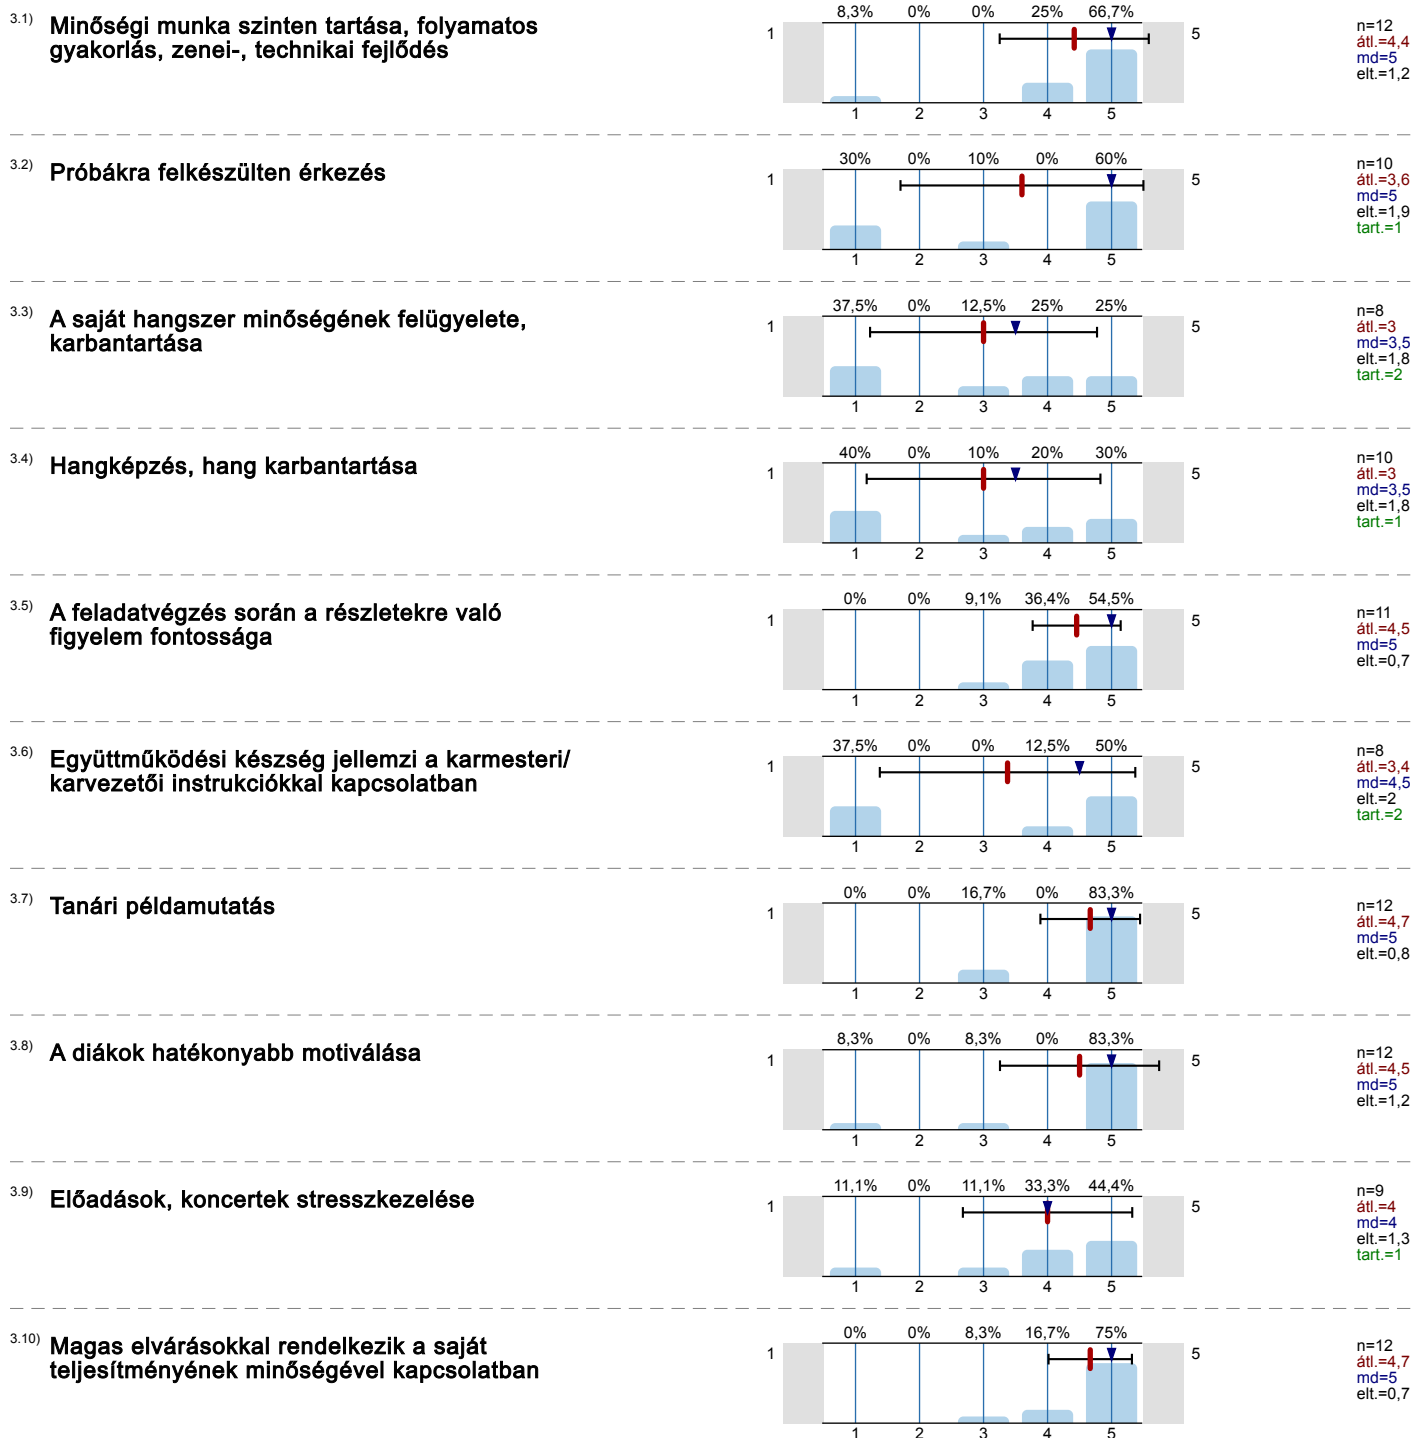 3.1) Minőségi munka szinten tartása, folyamatos
gyakorlás, zenei-, technikai fejlődés
8,3% 0% 0% 25% 66,7%
1 5
1 2 3 4 5
n=12
átl.=4,4
md=5
elt.=1,2
3.2) Próbákra felkészülten érkezés
30% 0% 10% 0% 60%
1 5
1 2 3 4 5
n=10
átl.=3,6
md=5
elt.=1,9
tart.=1
3.3) A saját hangszer minőségének felügyelete,
karbantartása
37,5% 0% 12,5% 25% 25%
1 5
1 2 3 4 5
n=8
átl.=3
md=3,5
elt.=1,8
tart.=2
3.4) Hangképzés, hang karbantartása
40% 0% 10% 20% 30%
1 5
1 2 3 4 5
n=10
átl.=3
md=3,5
elt.=1,8
tart.=1
3.5) A feladatvégzés során a részletekre való
figyelem fontossága
0% 0% 9,1% 36,4% 54,5%
1 5
1 2 3 4 5
n=11
átl.=4,5
md=5
elt.=0,7
3.6) Együttműködési készség jellemzi a karmesteri/
karvezetői instrukciókkal kapcsolatban
37,5% 0% 0% 12,5% 50%
1 5
1 2 3 4 5
n=8
átl.=3,4
md=4,5
elt.=2
tart.=2
3.7) Tanári példamutatás
0% 0% 16,7% 0% 83,3%
1 5
1 2 3 4 5
n=12
átl.=4,7
md=5
elt.=0,8
3.8) A diákok hatékonyabb motiválása
8,3% 0% 8,3% 0% 83,3%
1 5
1 2 3 4 5
n=12
átl.=4,5
md=5
elt.=1,2
3.9) Előadások, koncertek stresszkezelése
11,1% 0% 11,1% 33,3% 44,4%
1 5
1 2 3 4 5
n=9
átl.=4
md=4
elt.=1,3
tart.=1
3.10) Magas elvárásokkal rendelkezik a saját
teljesítményének minőségével kapcsolatban
0% 0% 8,3% 16,7% 75%
1 5
1 2 3 4 5
n=12
átl.=4,7
md=5
elt.=0,7